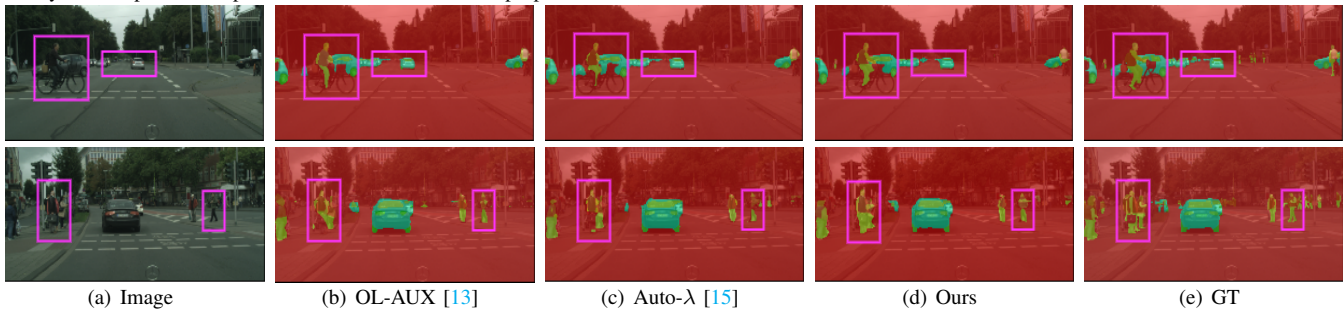 (a) Image
(b) OL-AUX [13]
(c) Auto-λ [15]
(d) Ours
(e) GT